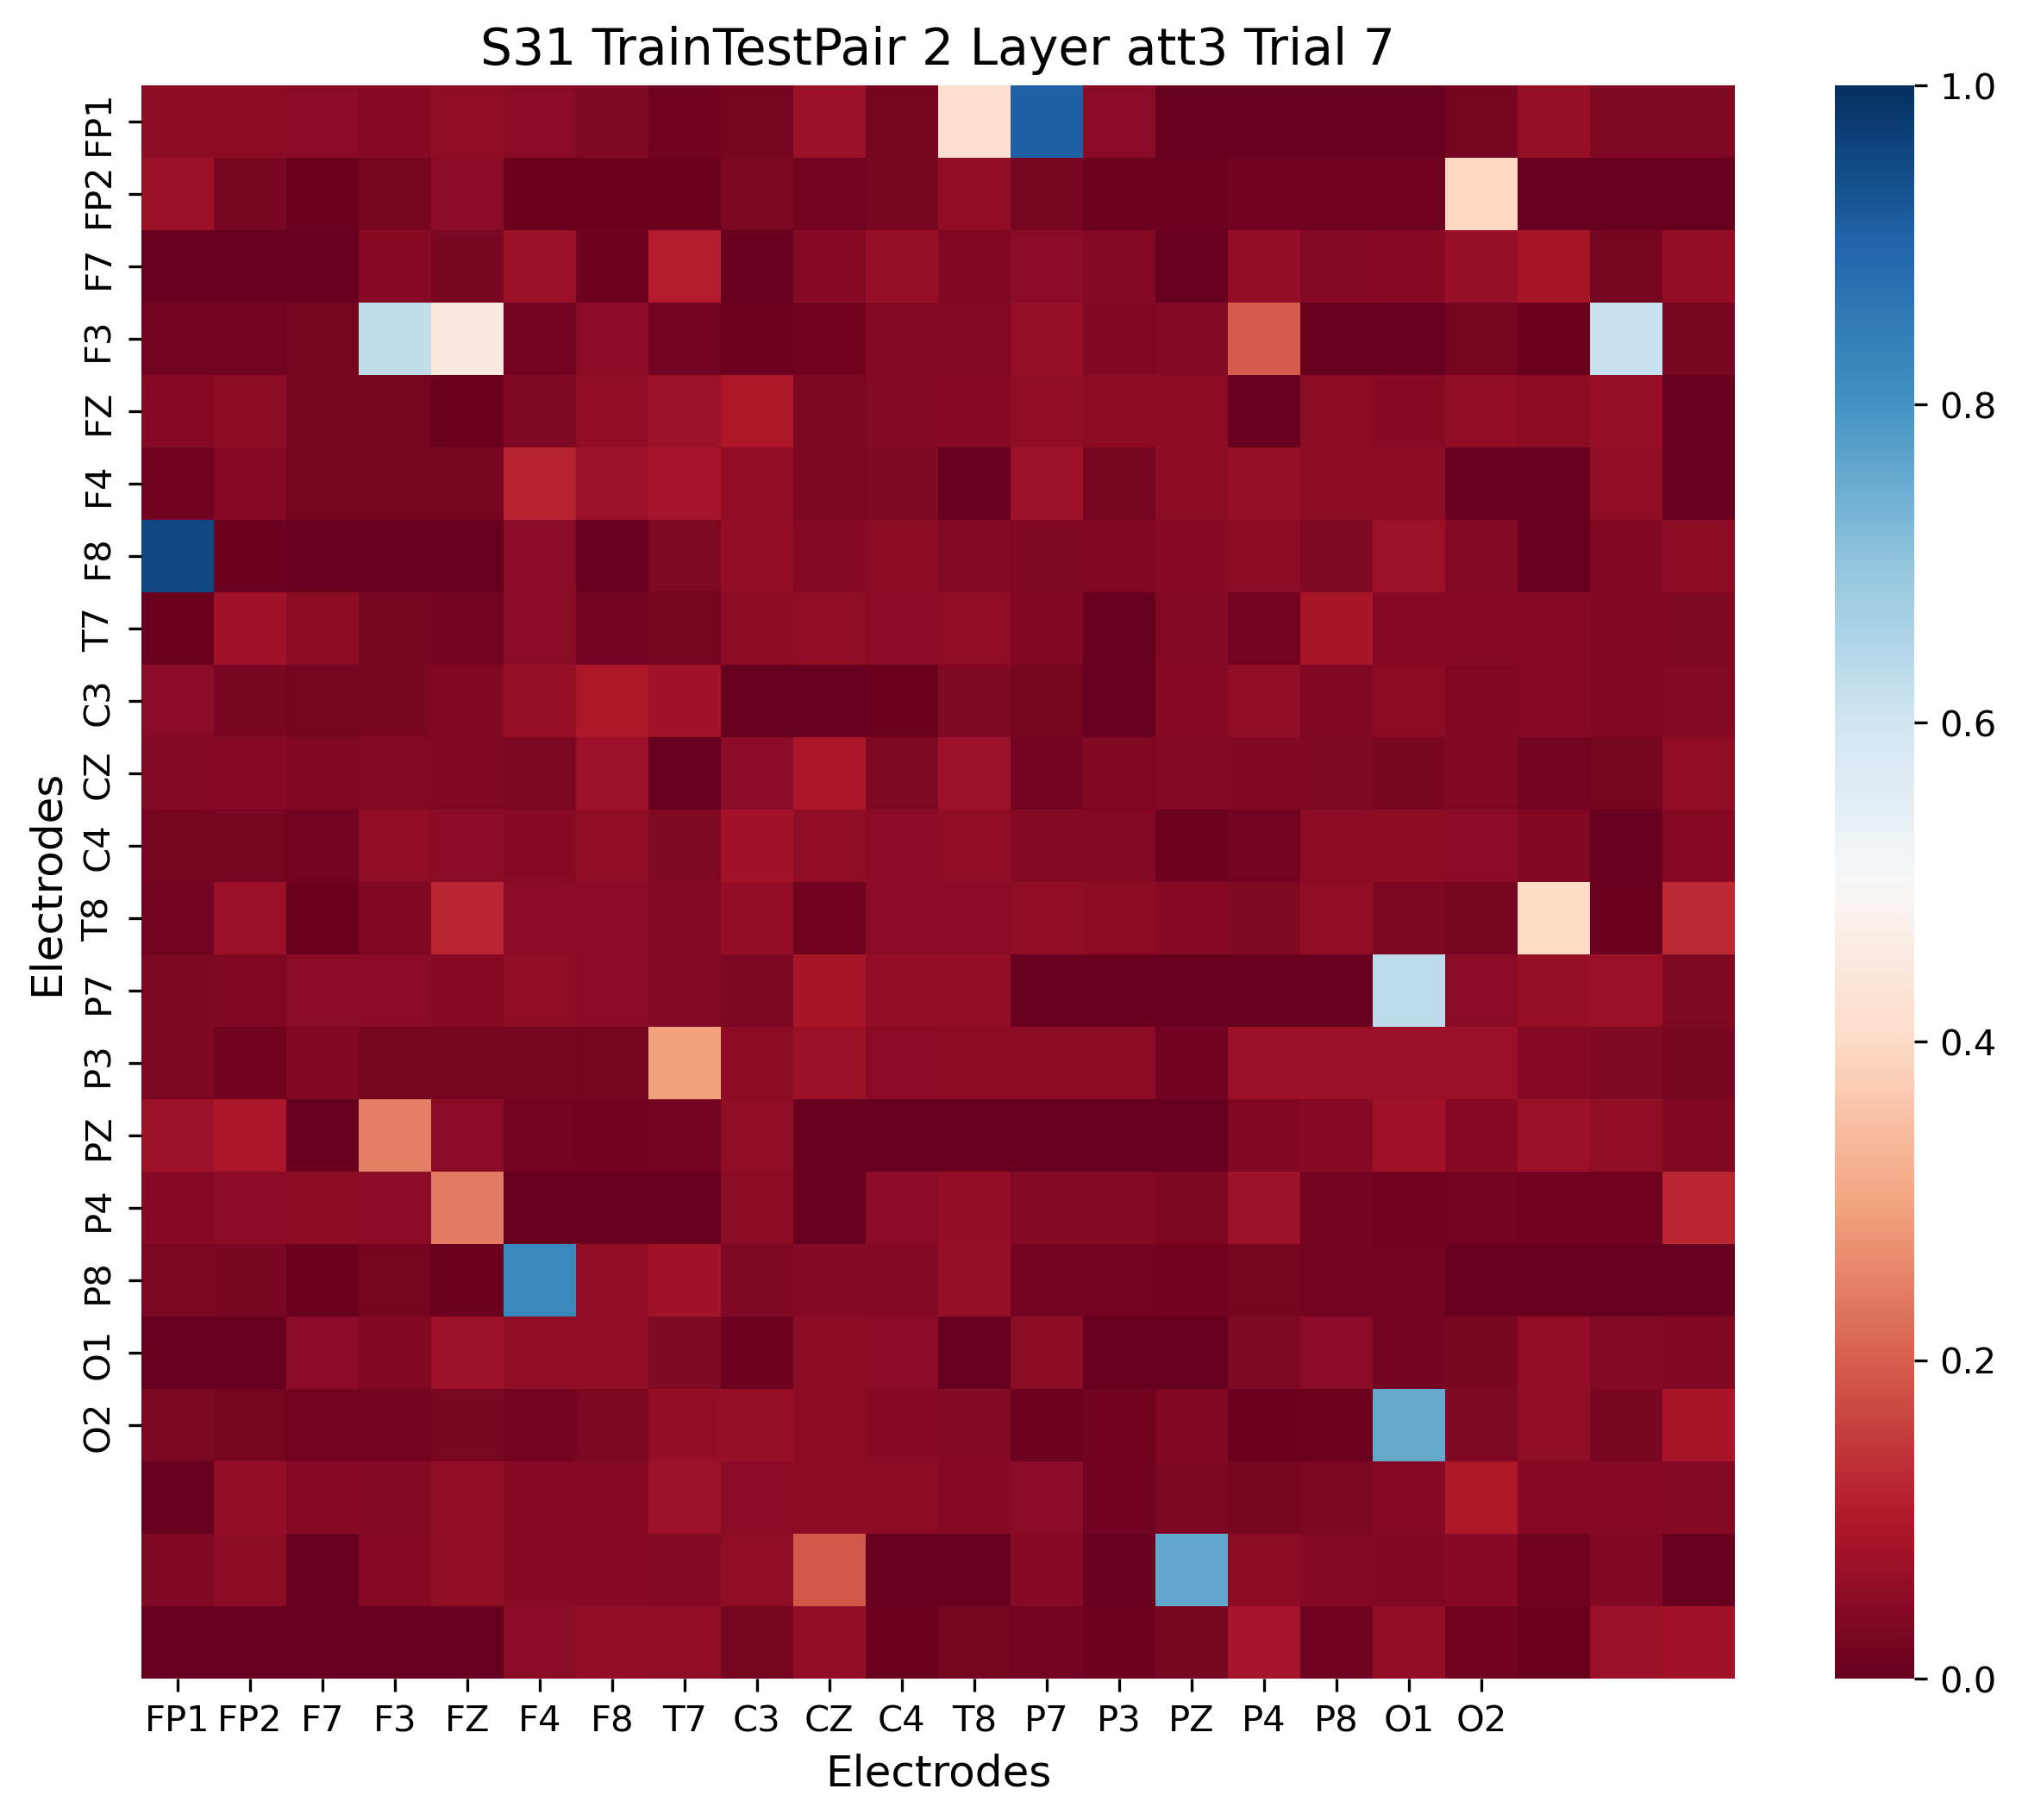 S31 TrainTestPair 2 Layer att3 Trial 7
Electrodes
FP1
FP2
F7
F3
FZ
F4
F8
T7
C3
CZ
C4
T8
P7
P3
PZ
P4
P8
O1
O2
FP1 FP2 F7 F3 FZ F4 F8 T7 C3 CZ C4 T8 P7 P3 PZ P4 P8 O1 O2
Electrodes
1.0
0.8
0.6
0.4
0.2
0.0